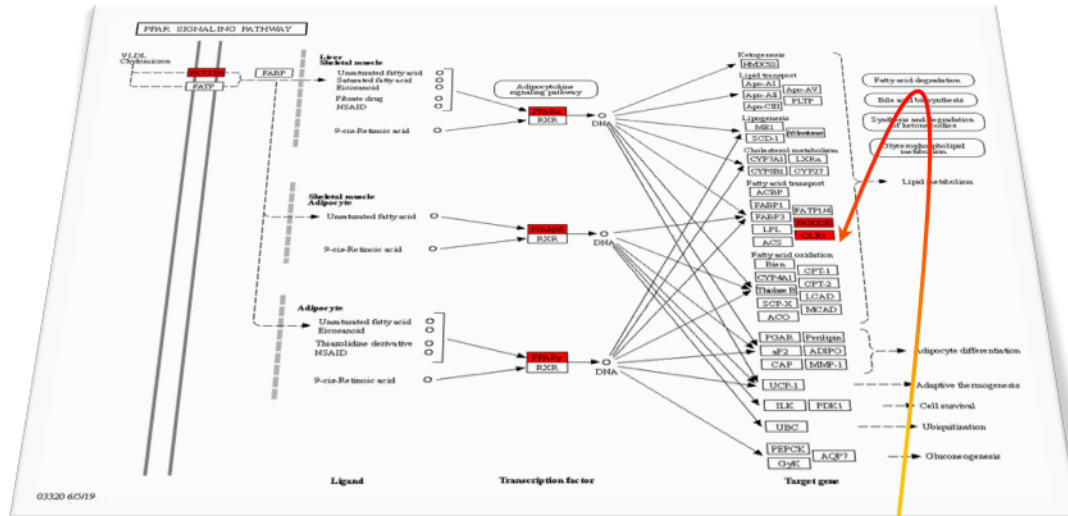 PPAR SIGNALING PATHWAY
VLDL
Chylomicron
FATP
FABP
Liver
Skeletal muscle
Unsaturated fatty acid
Saturated fatty acid
Eicosanoid
Fibrate drug
NSAID
9-cis-Retinoic acid
Adipocytokine
signaling pathway
PPARα
RXR
DNA
Skeletal muscle
Adipocyte
Unsaturated fatty acid
9-cis-Retinoic acid
RXR
DNA
Adipocyte
Unsaturated fatty acid
Eicosanoid
Thiazolidine derivative
NSAID
9-cis-Retinoic acid
PPARγ
RXR
DNA
Ketogenesis
HMGCS2
Lipid transport
Apo-AI
Apo-AII
Apo-CIII
Apo-AV
PLTP
Lipogenesis
ME1
SCD-1
Cholesterol metabolism
CYP7A1
LXRα
CYP8B1
CYP27
Fatty acid transport
ACBP
FABP1
FABP3
LPL
ACS
FATP1/4
OLR1
Fatty acid oxidation
Bien
CYP4A1
Thiolase B
SCP-X
ACO
CPT-1
CPT-2
LCAD
MCAD
PGAR
Perilipin
aP2
ADIPO
CAP
MMP-1
UCP-1
ILK
PDK1
UBC
PEPCK
GyK
AQP7
Fatty acid degradation
Bile acid biosynthesis
Synthesis and degradation
of ketone bodies
Glycerophospholipid
metabolism
Lipid metabolism
Adipocyte differentiation
Adaptive thermogenesis
Cell survival
Ubiquitination
Gluconeogenesis
Ligand
Transcription factor
Target gene
03320 6/5/19